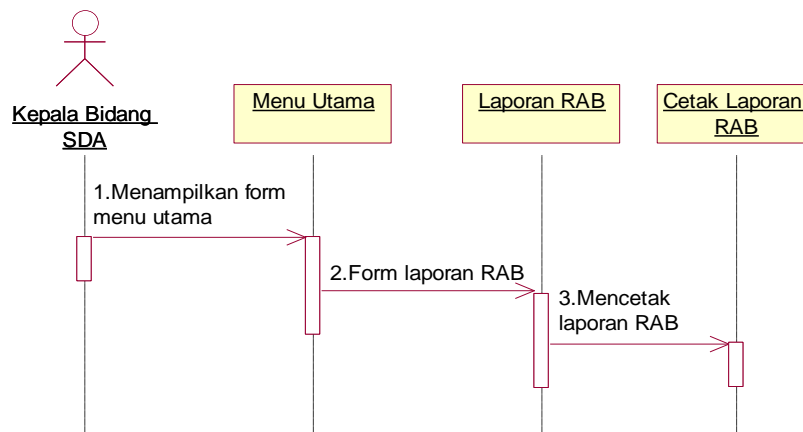 Kepala Bidang
SDA
Menu Utama
Laporan RAB
Cetak Laporan
RAB
1.Menampilkan form
menu utama
2.Form laporan RAB
3.Mencetak
laporan RAB